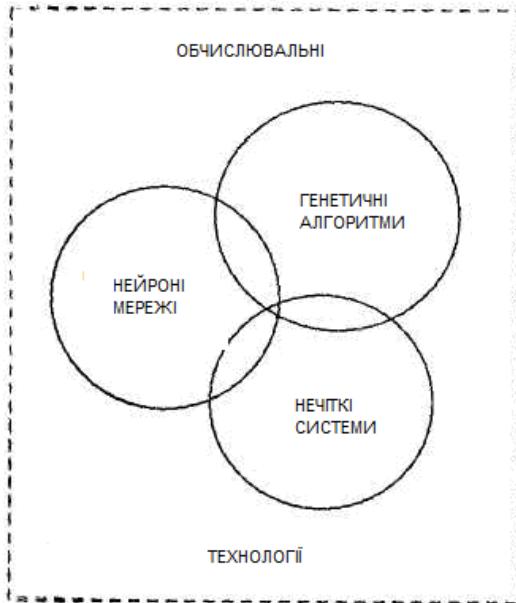 ОБЧИСЛЮВАЛЬНІ
ГЕНЕТИЧНІ
АЛГОРИТМИ
НЕЙРОНІ
МЕРЕЖІ
НЕЧІТКІ
СИСТЕМИ
ТЕХНОЛОГІЇ